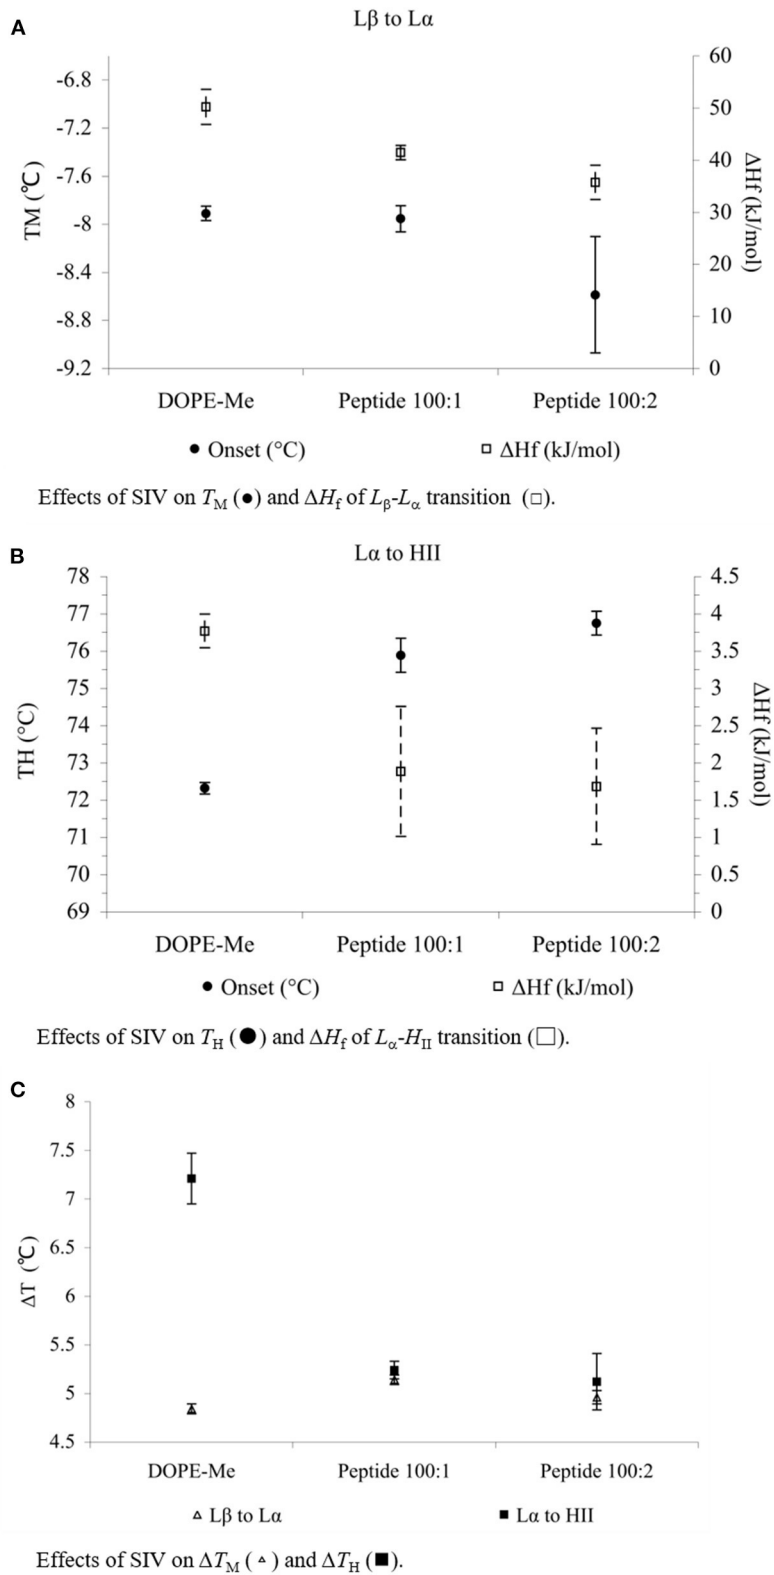 A
Lβ to Lα
-6.8
-7.2
-7.6
-8
-8.4
-8.8
-9.2
TM (℃)
60
50
40
30
20
10
0
ΔHf (kJ/mol)
DOPE-Me Peptide 100:1 Peptide 100:2
● Onset (°C) □ ΔHf (kJ/mol)
Effects of SIV on TM (●) and ΔHf of Lβ-Lα transition (□).
B
Lα to HII
78
77
76
75
74
73
72
71
70
69
TH (°C)
4.5
4
3.5
3
2.5
2
1.5
1
0.5
0
ΔHf (kJ/mol)
DOPE-Me Peptide 100:1 Peptide 100:2
● Onset (°C) □ ΔHf (kJ/mol)
Effects of SIV on TH (●) and ΔHf of Lα-HII transition (□).
C
8
7.5
7
6.5
6
5.5
5
4.5
ΔT (℃)
DOPE-Me Peptide 100:1 Peptide 100:2
▵ Lβ to Lα ■ Lα to HII
Effects of SIV on ΔTM (▵) and ΔTH (■).